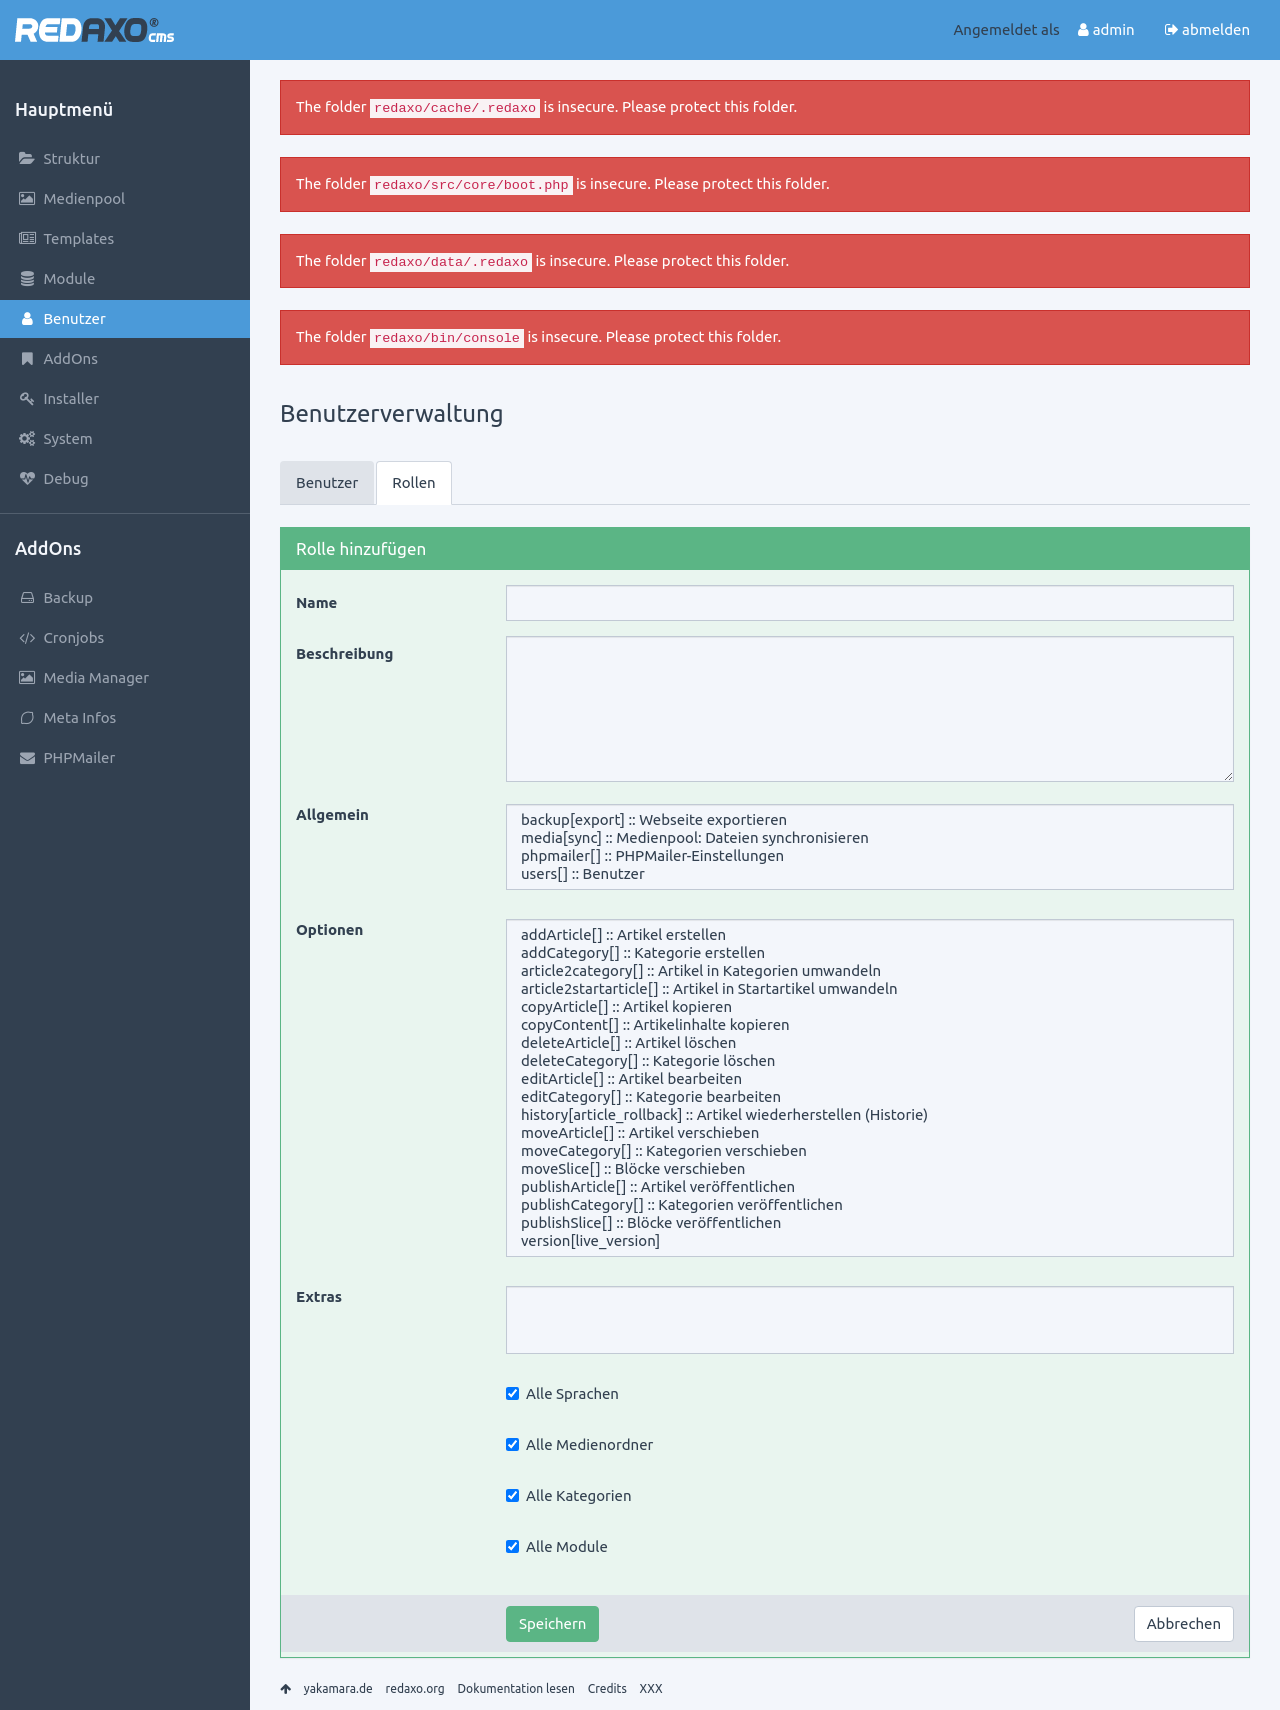 REDAXO® cms
Angemeldet als admin abmelden
Hauptmenü
Struktur
Medienpool
Templates
Module
Benutzer
AddOns
Installer
System
Debug
AddOns
Backup
Cronjobs
Media Manager
Meta Infos
PHPMailer
The folder redaxo/cache/.redaxo is insecure. Please protect this folder.
The folder redaxo/src/core/boot.php is insecure. Please protect this folder.
The folder redaxo/data/.redaxo is insecure. Please protect this folder.
The folder redaxo/bin/console is insecure. Please protect this folder.
Benutzerverwaltung
Benutzer Rollen
Rolle hinzufügen
Name
Beschreibung
Allgemein
backup[export] :: Webseite exportieren
media[sync] :: Medienpool: Dateien synchronisieren
phpmailer[] :: PHPMailer-Einstellungen
users[] :: Benutzer
Optionen
addArticle[] :: Artikel erstellen
addCategory[] :: Kategorie erstellen
article2category[] :: Artikel in Kategorien umwandeln
article2startarticle[] :: Artikel in Startartikel umwandeln
copyArticle[] :: Artikel kopieren
copyContent[] :: Artikelinhalte kopieren
deleteArticle[] :: Artikel löschen
deleteCategory[] :: Kategorie löschen
editArticle[] :: Artikel bearbeiten
editCategory[] :: Kategorie bearbeiten
history[article_rollback] :: Artikel wiederherstellen (Historie)
moveArticle[] :: Artikel verschieben
moveCategory[] :: Kategorien verschieben
moveSlice[] :: Blöcke verschieben
publishArticle[] :: Artikel veröffentlichen
publishCategory[] :: Kategorien veröffentlichen
publishSlice[] :: Blöcke veröffentlichen
version[live_version]
Extras
Alle Sprachen
Alle Medienordner
Alle Kategorien
Alle Module
Speichern Abbrechen
yakamara.de redaxo.org Dokumentation lesen Credits XXX